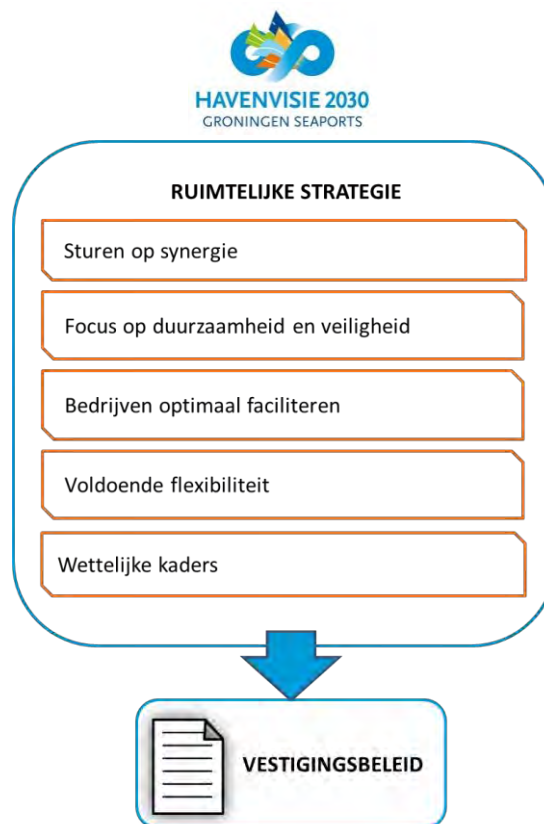 HAVENVISIE 2030
GRONINGEN SEAPORTS
RUIMTELIJKE STRATEGIE
Sturen op synergie
Focus op duurzaamheid en veiligheid
Bedrijven optimaal faciliteren
Voldoende flexibiliteit
Wettelijke kaders
VESTIGINGSBELEID